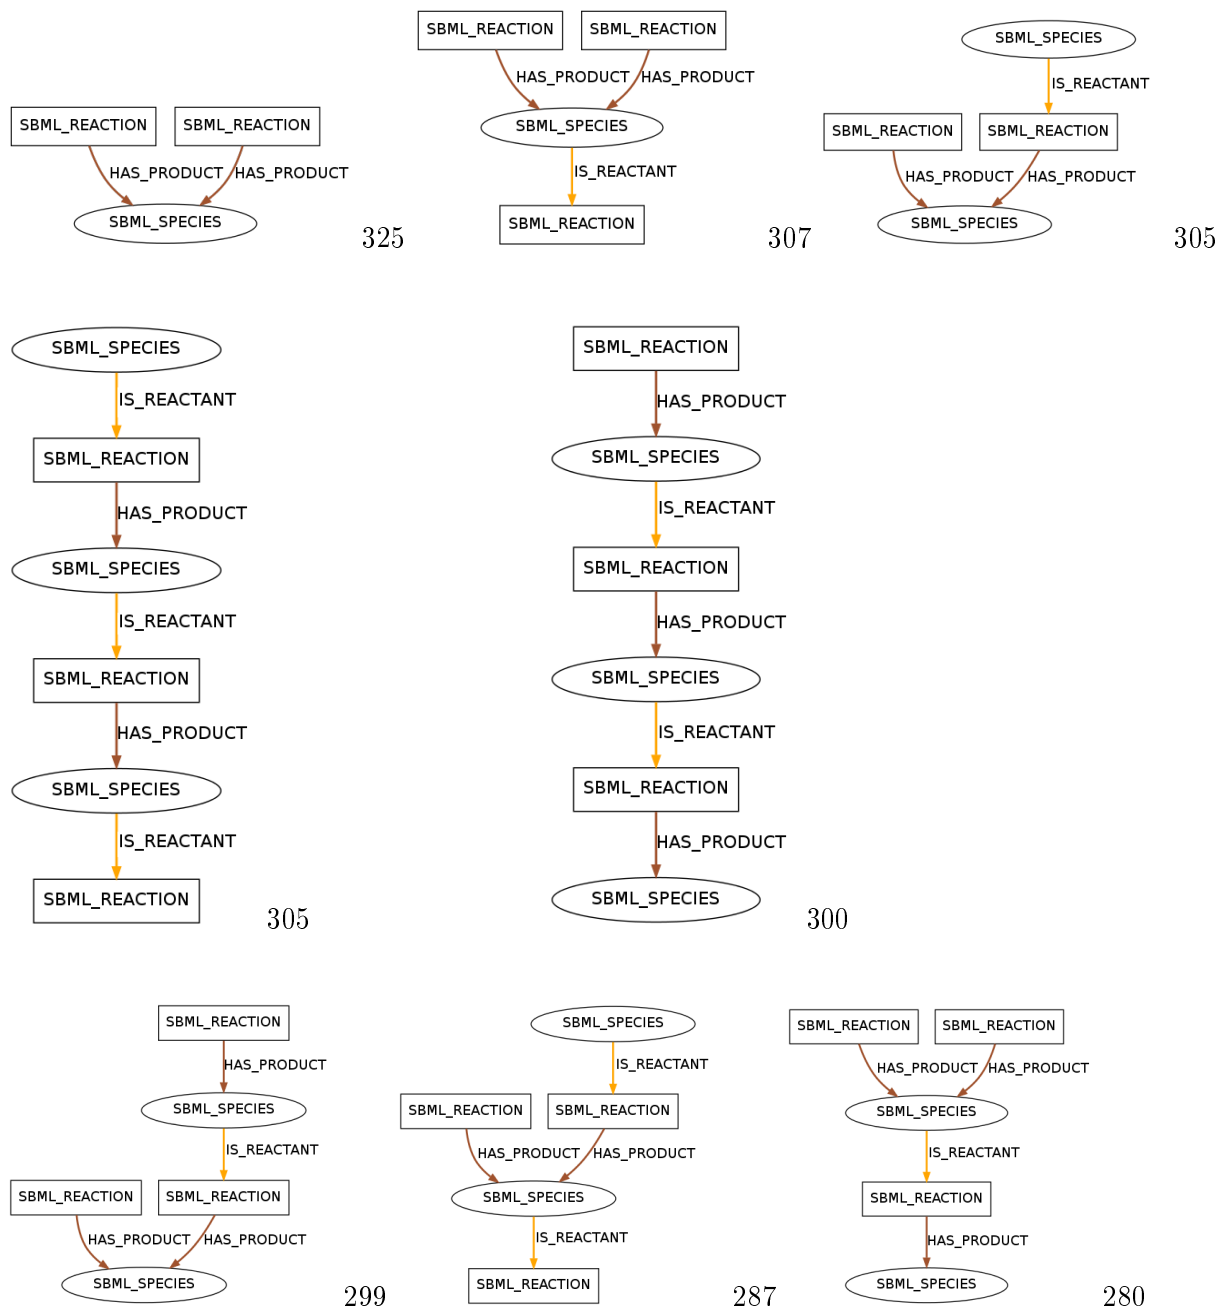 SBML_REACTION SBML_REACTION
HAS_PRODUCT HAS_PRODUCT
SBML_SPECIES
325
SBML_REACTION SBML_REACTION
HAS_PRODUCT HAS_PRODUCT
SBML_SPECIES
IS_REACTANT
SBML_REACTION
307
SBML_SPECIES
IS_REACTANT
SBML_REACTION SBML_REACTION
HAS_PRODUCT HAS_PRODUCT
SBML_SPECIES
305
SBML_SPECIES
IS_REACTANT
SBML_REACTION
HAS_PRODUCT
SBML_SPECIES
IS_REACTANT
SBML_REACTION
HAS_PRODUCT
SBML_SPECIES
IS_REACTANT
SBML_REACTION
305
SBML_REACTION
HAS_PRODUCT
SBML_SPECIES
IS_REACTANT
SBML_REACTION
HAS_PRODUCT
SBML_SPECIES
IS_REACTANT
SBML_REACTION
HAS_PRODUCT
SBML_SPECIES
300
SBML_REACTION
HAS_PRODUCT
SBML_SPECIES
IS_REACTANT
SBML_REACTION SBML_REACTION
HAS_PRODUCT HAS_PRODUCT
SBML_SPECIES
299
SBML_SPECIES
IS_REACTANT
SBML_REACTION SBML_REACTION
HAS_PRODUCT HAS_PRODUCT
SBML_SPECIES
IS_REACTANT
SBML_REACTION
287
SBML_REACTION SBML_REACTION
HAS_PRODUCT HAS_PRODUCT
SBML_SPECIES
IS_REACTANT
SBML_REACTION
HAS_PRODUCT
SBML_SPECIES
280